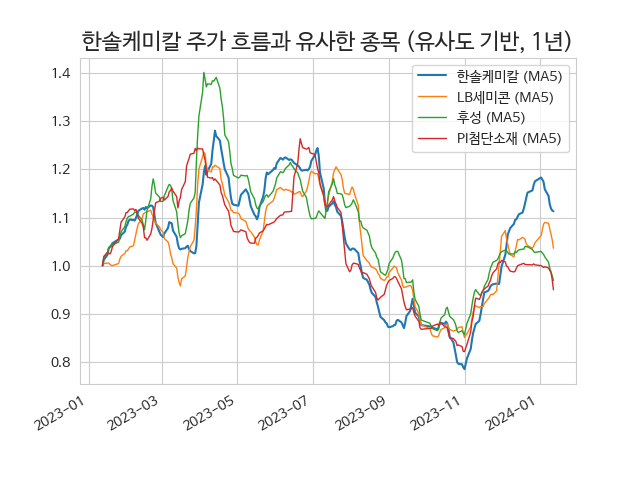 한솔케미칼 주가 흐름과 유사한 종목 (유사도 기반, 1년)
한솔케미칼 (MA5)
LB세미콘 (MA5)
후성 (MA5)
PI첨단소재 (MA5)
1.4
1.3
1.2
1.1
1.0
0.9
0.8
2023-01
2023-03
2023-05
2023-07
2023-09
2023-11
2024-01